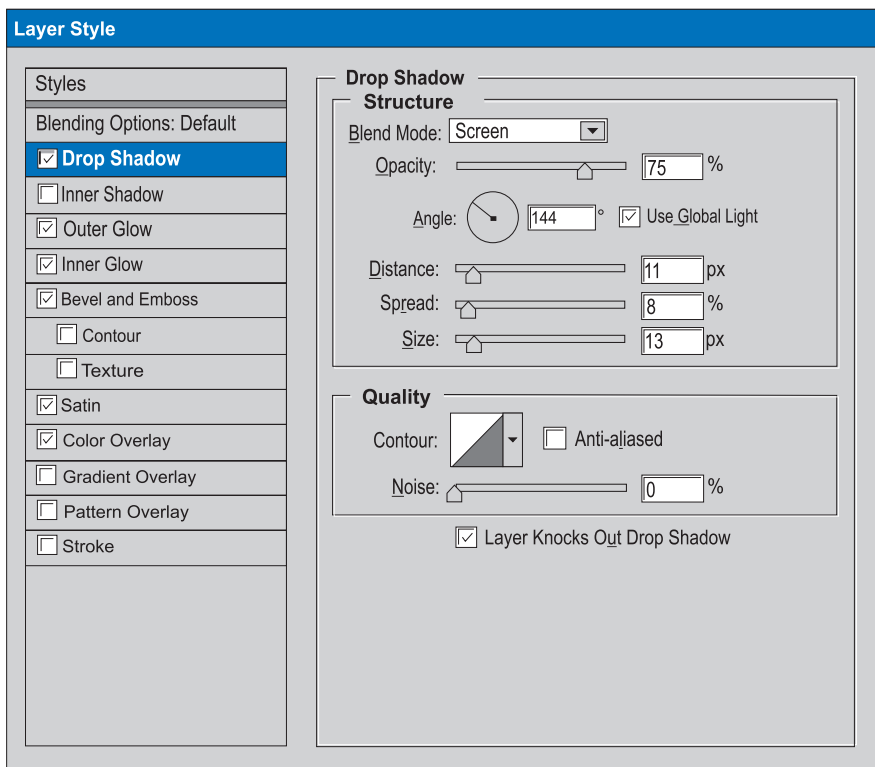 Layer Style
Styles
Blending Options: Default
Drop Shadow
Inner Shadow
Outer Glow
Inner Glow
Bevel and Emboss
Contour
Texture
Satin
Color Overlay
Gradient Overlay
Pattern Overlay
Stroke
Drop Shadow
Structure
Blend Mode: Screen
Opacity: 75 %
Angle: 144 ° Use Global Light
Distance: 11 px
Spread: 8 %
Size: 13 px
Quality
Contour: Anti-aliased
Noise: 0 %
Layer Knocks Out Drop Shadow